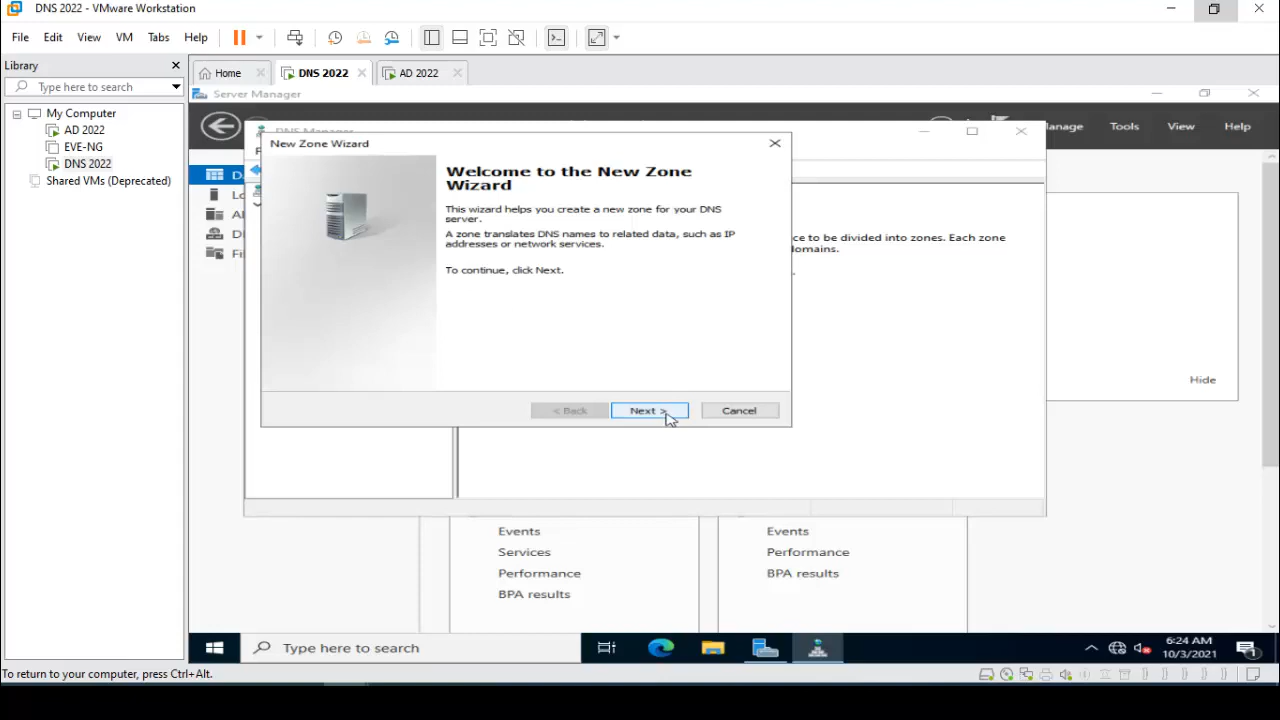 DNS 2022 - VMware Workstation
File Edit View VM Tabs Help
Library
Type here to search
My Computer
AD 2022
EVE-NG
DNS 2022
Shared VMs (Deprecated)
Home
DNS 2022
AD 2022
Server Manager
Manage Tools View Help
DNS Manager
New Zone Wizard
Welcome to the New Zone
Wizard
This wizard helps you create a new zone for your DNS
server.
A zone translates DNS names to related data, such as IP
addresses or network services.
To continue, click Next.
< Back Next > Cancel
ce to be divided into zones. Each zone
domains.
Hide
Events
Services
Performance
BPA results
Events
Performance
BPA results
Type here to search
6:24 AM
10/3/2021
1
To return to your computer, press Ctrl+Alt.